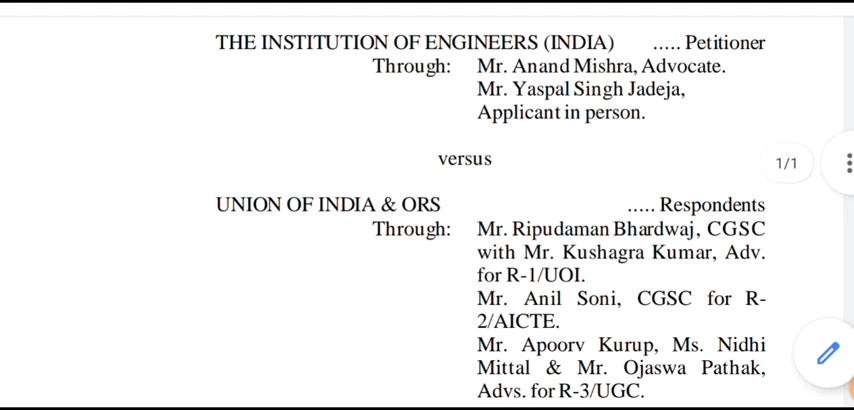 THE INSTITUTION OF ENGINEERS (INDIA) ..... Petitioner
Through: Mr. Anand Mishra, Advocate.
Mr. Yaspal Singh Jadeja,
Applicant in person.
versus
1/1
UNION OF INDIA & ORS ..... Respondents
Through: Mr. Ripudaman Bhardwaj, CGSC
with Mr. Kushagra Kumar, Adv.
for R-1/UOI.
Mr. Anil Soni, CGSC for R-
2/AICTE.
Mr. Apoorv Kurup, Ms. Nidhi
Mittal & Mr. Ojaswa Pathak,
Advs. for R-3/UGC.